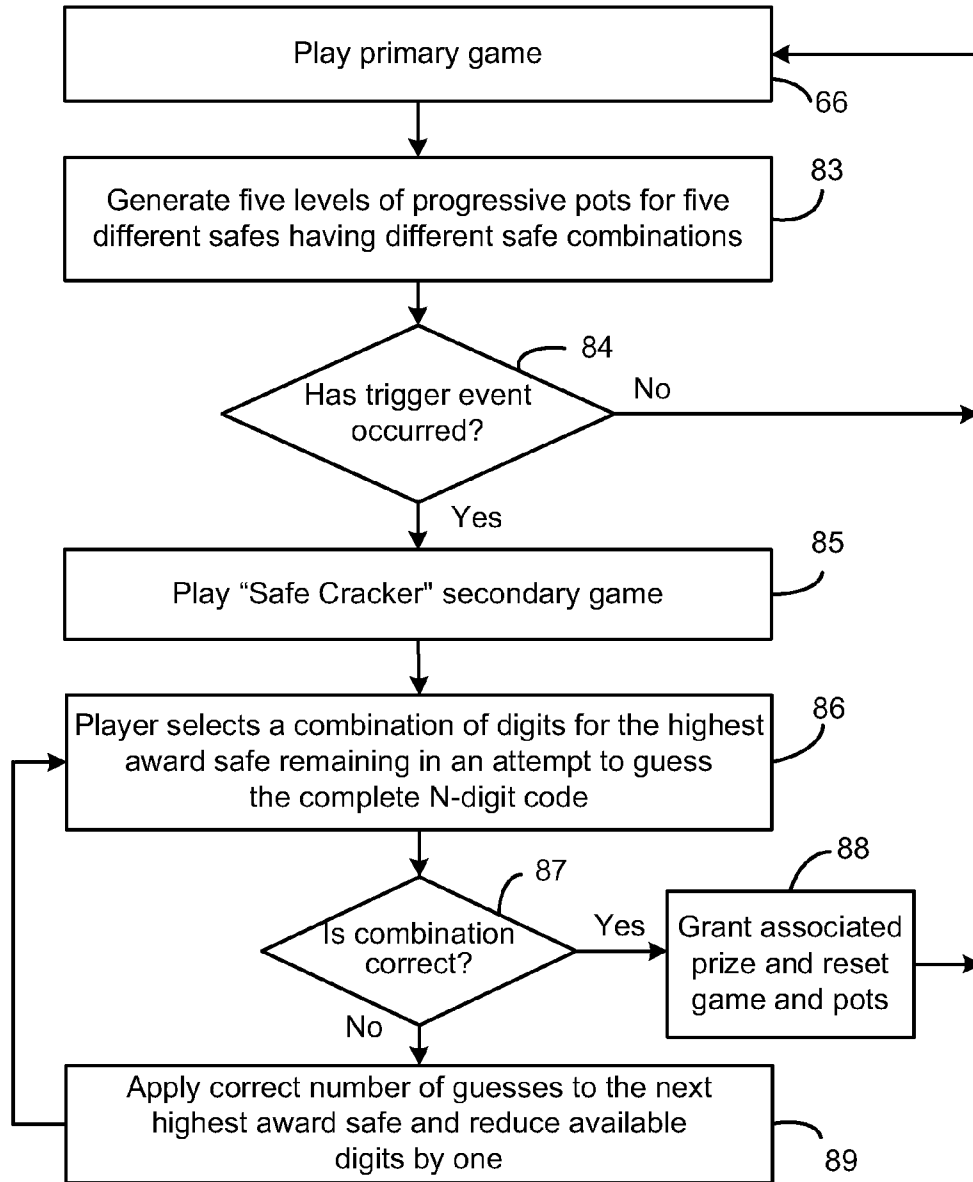 Play primary game
66
83
Generate five levels of progressive pots for five
different safes having different safe combinations
84
Has trigger event
occurred?
No
Yes
85
Play “Safe Cracker" secondary game
86
Player selects a combination of digits for the highest
award safe remaining in an attempt to guess
the complete N-digit code
87
Is combination
correct?
Yes
No
88
Grant associated
prize and reset
game and pots
Apply correct number of guesses to the next
highest award safe and reduce available
digits by one
89